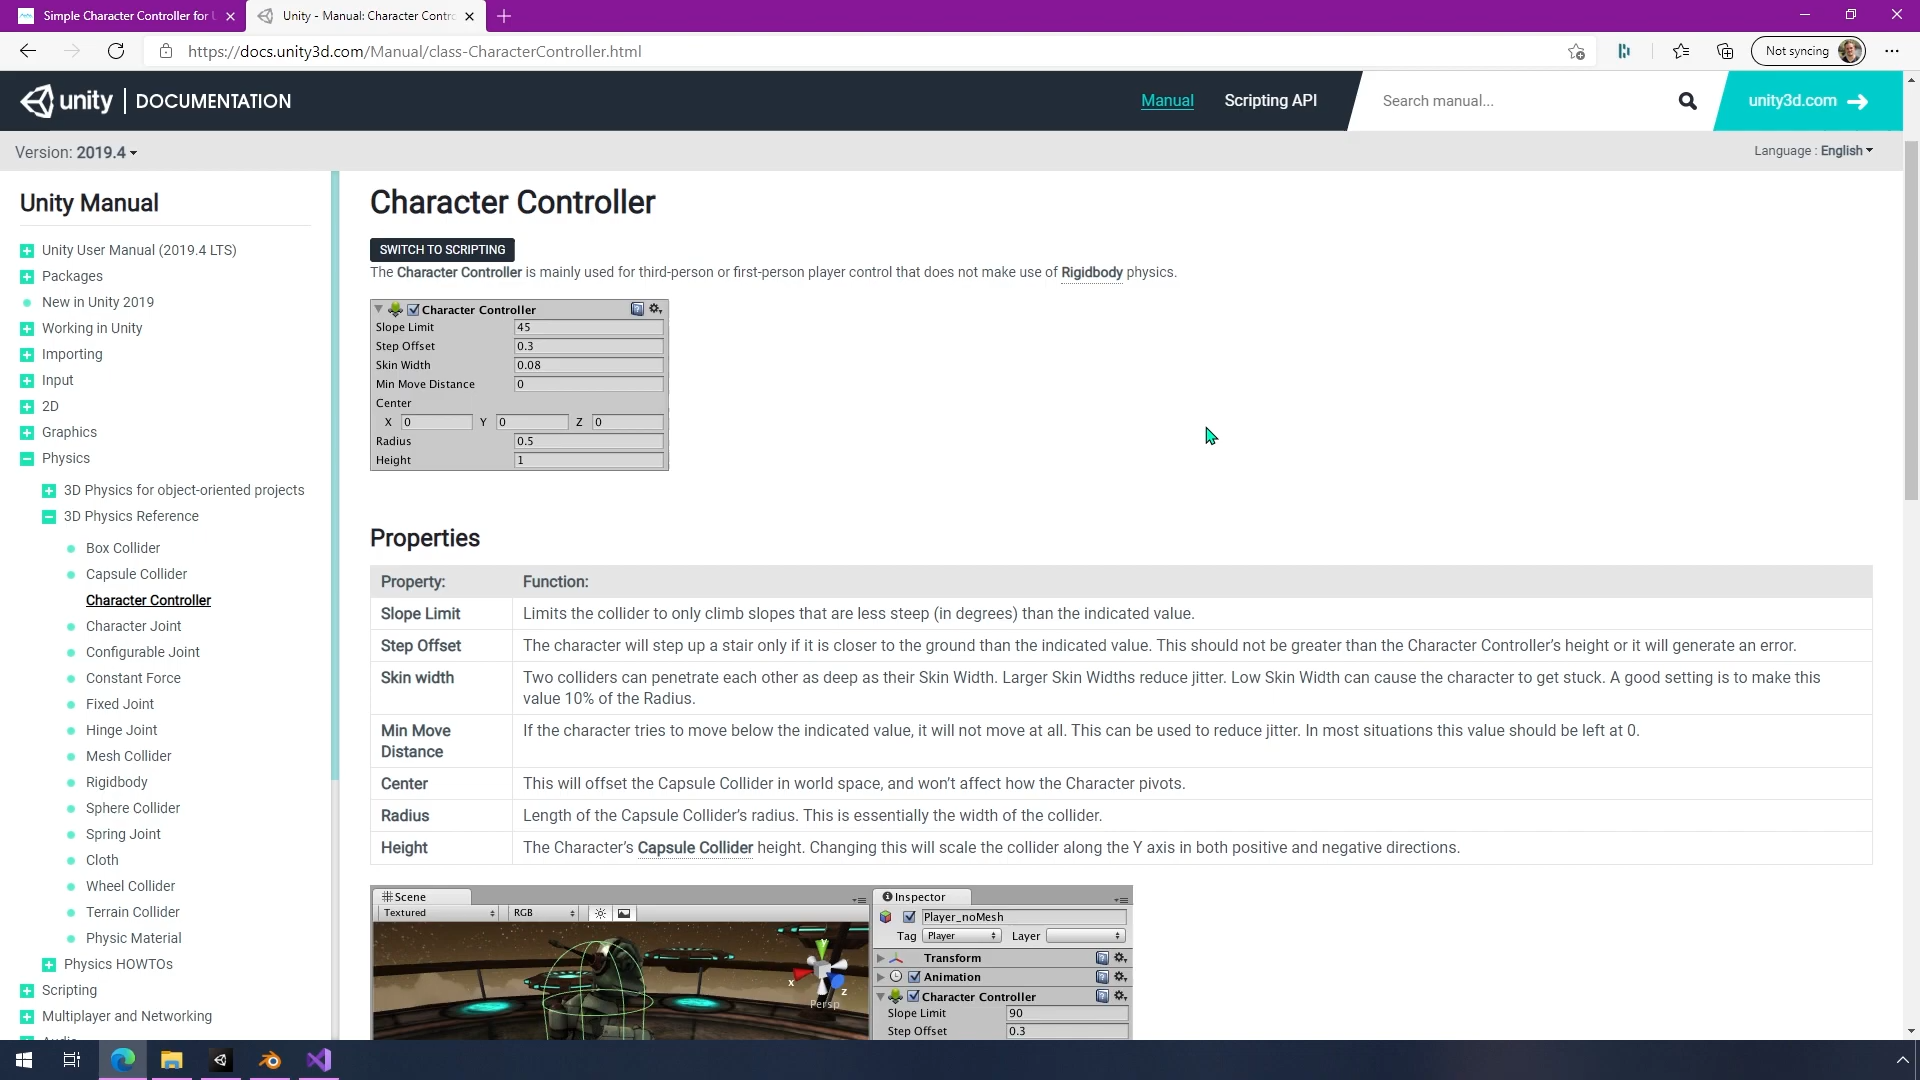 Simple Character Controller for U
Unity - Manual: Character Contro
https://docs.unity3d.com/Manual/class-CharacterController.html
Not syncing
unity | DOCUMENTATION
Manual
Scripting API
Search manual...
unity3d.com
Version: 2019.4
Language : English
Unity Manual
Unity User Manual (2019.4 LTS)
Packages
New in Unity 2019
Working in Unity
Importing
Input
2D
Graphics
Physics
3D Physics for object-oriented projects
3D Physics Reference
Box Collider
Capsule Collider
Character Controller
Character Joint
Configurable Joint
Constant Force
Fixed Joint
Hinge Joint
Mesh Collider
Rigidbody
Sphere Collider
Spring Joint
Cloth
Wheel Collider
Terrain Collider
Physic Material
Physics HOWTOs
Scripting
Multiplayer and Networking
Audio
Character Controller
SWITCH TO SCRIPTING
The Character Controller is mainly used for third-person or first-person player control that does not make use of Rigidbody physics.
Character Controller
Slope Limit 45
Step Offset 0.3
Skin Width 0.08
Min Move Distance 0
Center
X 0 Y 0 Z 0
Radius 0.5
Height 1
Properties
Property: Function:
Slope Limit Limits the collider to only climb slopes that are less steep (in degrees) than the indicated value.
Step Offset The character will step up a stair only if it is closer to the ground than the indicated value. This should not be greater than the Character Controller’s height or it will generate an error.
Skin width Two colliders can penetrate each other as deep as their Skin Width. Larger Skin Widths reduce jitter. Low Skin Width can cause the character to get stuck. A good setting is to make this
value 10% of the Radius.
Min Move If the character tries to move below the indicated value, it will not move at all. This can be used to reduce jitter. In most situations this value should be left at 0.
Distance
Center This will offset the Capsule Collider in world space, and won’t affect how the Character pivots.
Radius Length of the Capsule Collider’s radius. This is essentially the width of the collider.
Height The Character’s Capsule Collider height. Changing this will scale the collider along the Y axis in both positive and negative directions.
Scene
Textured RGB
y
x
z
Persp
Inspector
Player_noMesh
Tag Player Layer
Transform
Animation
Character Controller
Slope Limit 90
Step Offset 0.3